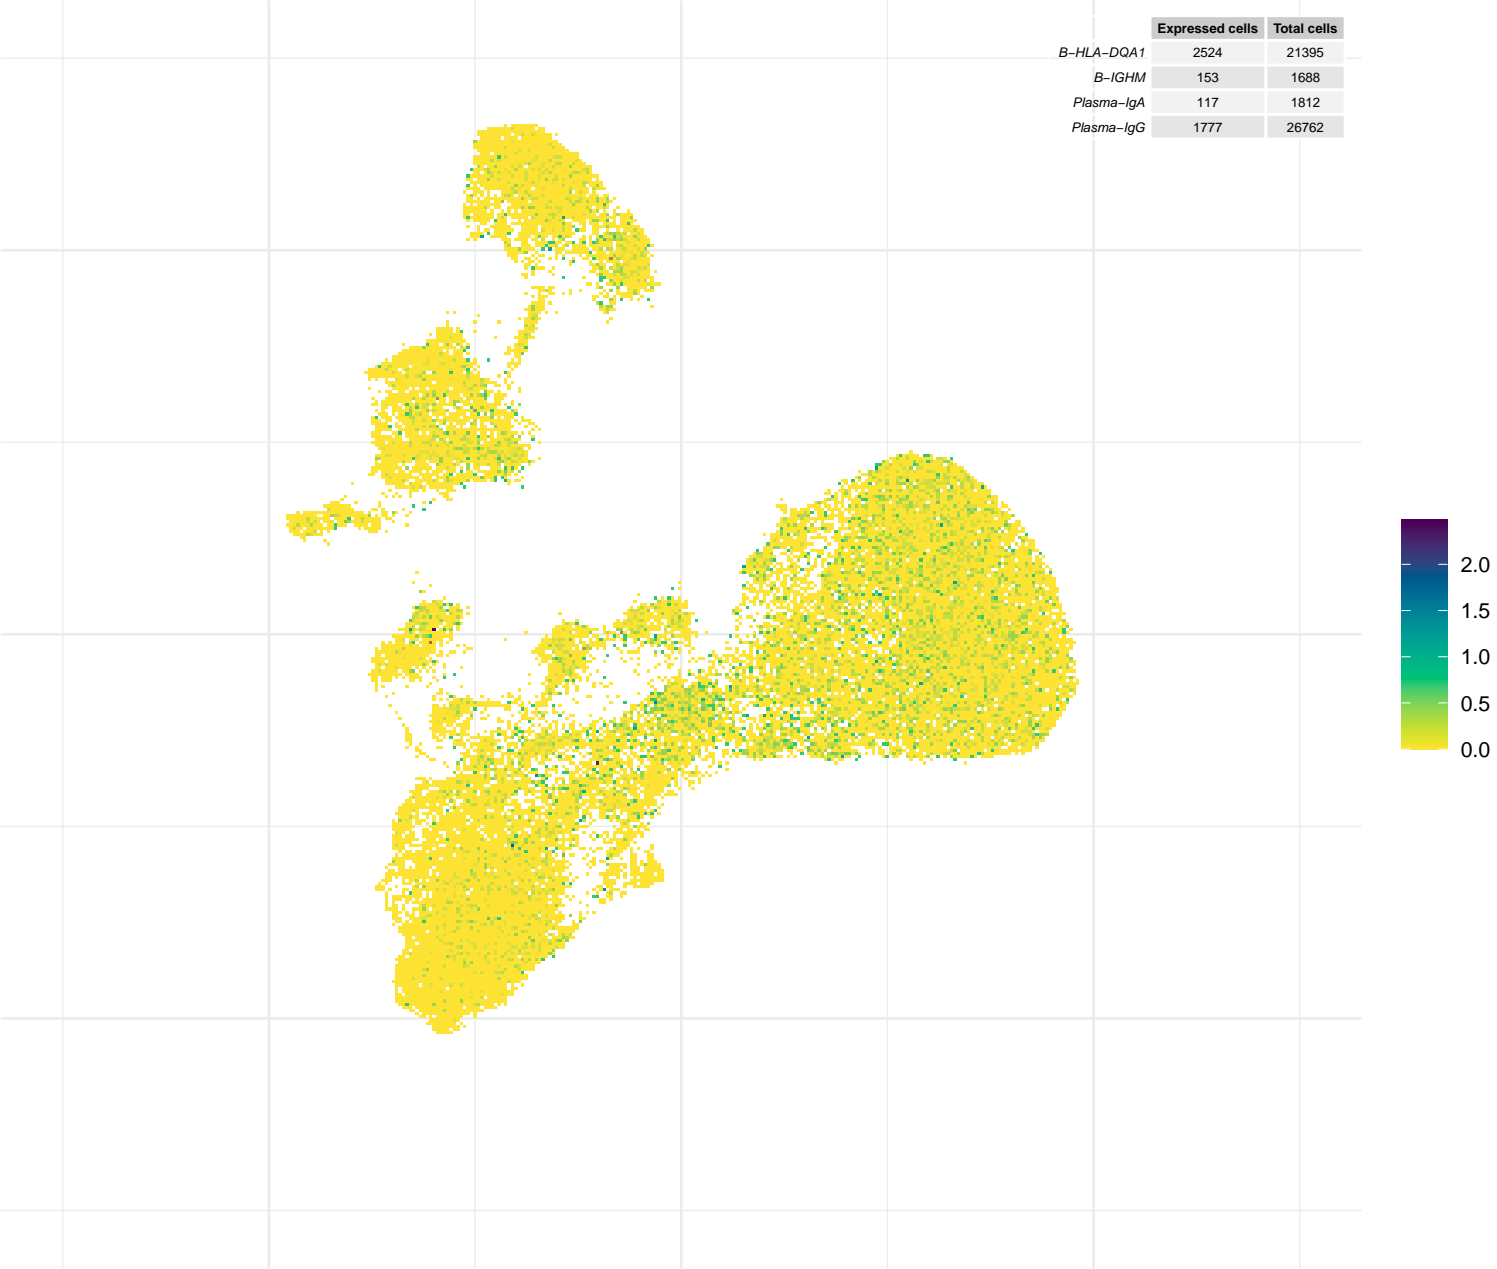 Expressed cells Total cells
B−HLA−DQA1 2524 21395
B−IGHM 153 1688
Plasma−IgA 117 1812
Plasma−IgG 1777 26762
2.0
1.5
1.0
0.5
0.0